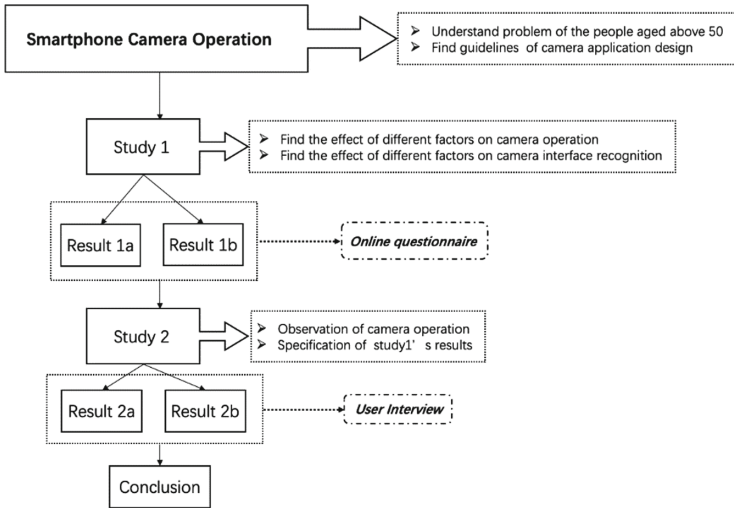 Smartphone Camera Operation
➢ Understand problem of the people aged above 50
➢ Find guidelines of camera application design
Study 1
➢ Find the effect of different factors on camera operation
➢ Find the effect of different factors on camera interface recognition
Result 1a
Result 1b
Online questionnaire
Study 2
➢ Observation of camera operation
➢ Specification of study1' s results
Result 2a
Result 2b
User Interview
Conclusion